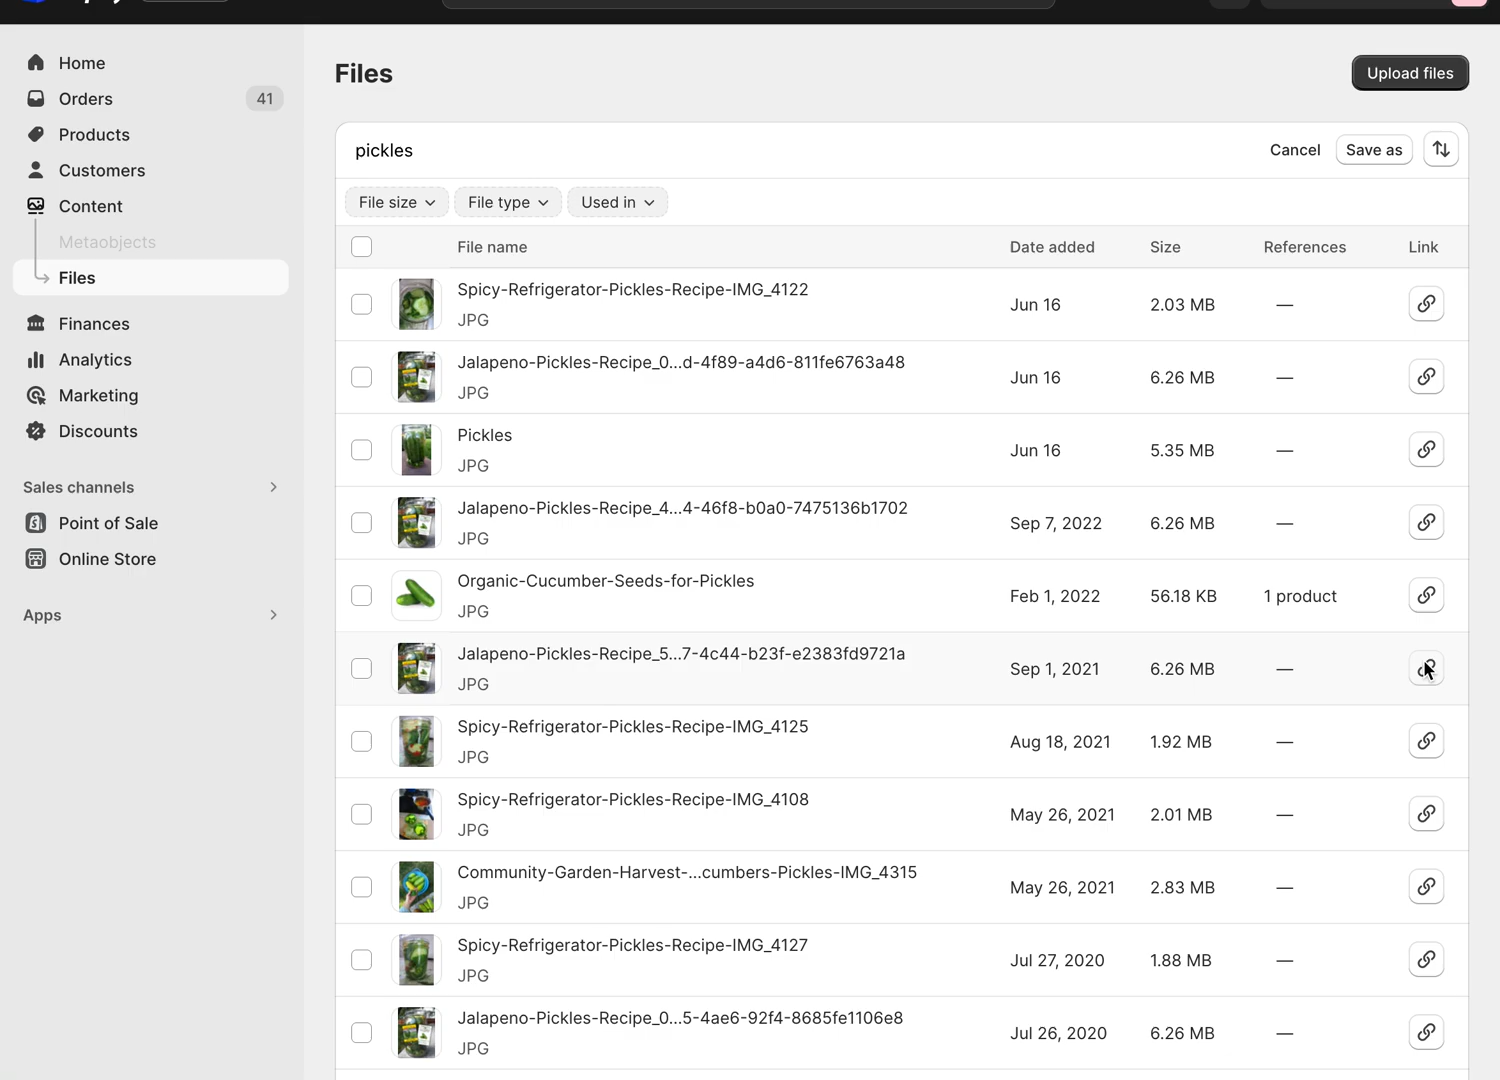 Home
Orders 41
Products
Customers
Content
Metaobjects
Files
Finances
Analytics
Marketing
Discounts
Sales channels
Point of Sale
Online Store
Apps
Files Upload files
pickles Cancel Save as
File size File type Used in
File name Date added Size References Link
Spicy-Refrigerator-Pickles-Recipe-IMG_4122
JPG
Jun 16 2.03 MB —
Jalapeno-Pickles-Recipe_0...d-4f89-a4d6-811fe6763a48
JPG
Jun 16 6.26 MB —
Pickles
JPG
Jun 16 5.35 MB —
Jalapeno-Pickles-Recipe_4...4-46f8-b0a0-7475136b1702
JPG
Sep 7, 2022 6.26 MB —
Organic-Cucumber-Seeds-for-Pickles
JPG
Feb 1, 2022 56.18 KB 1 product
Jalapeno-Pickles-Recipe_5...7-4c44-b23f-e2383fd9721a
JPG
Sep 1, 2021 6.26 MB —
Spicy-Refrigerator-Pickles-Recipe-IMG_4125
JPG
Aug 18, 2021 1.92 MB —
Spicy-Refrigerator-Pickles-Recipe-IMG_4108
JPG
May 26, 2021 2.01 MB —
Community-Garden-Harvest-...cumbers-Pickles-IMG_4315
JPG
May 26, 2021 2.83 MB —
Spicy-Refrigerator-Pickles-Recipe-IMG_4127
JPG
Jul 27, 2020 1.88 MB —
Jalapeno-Pickles-Recipe_0...5-4ae6-92f4-8685fe1106e8
JPG
Jul 26, 2020 6.26 MB —